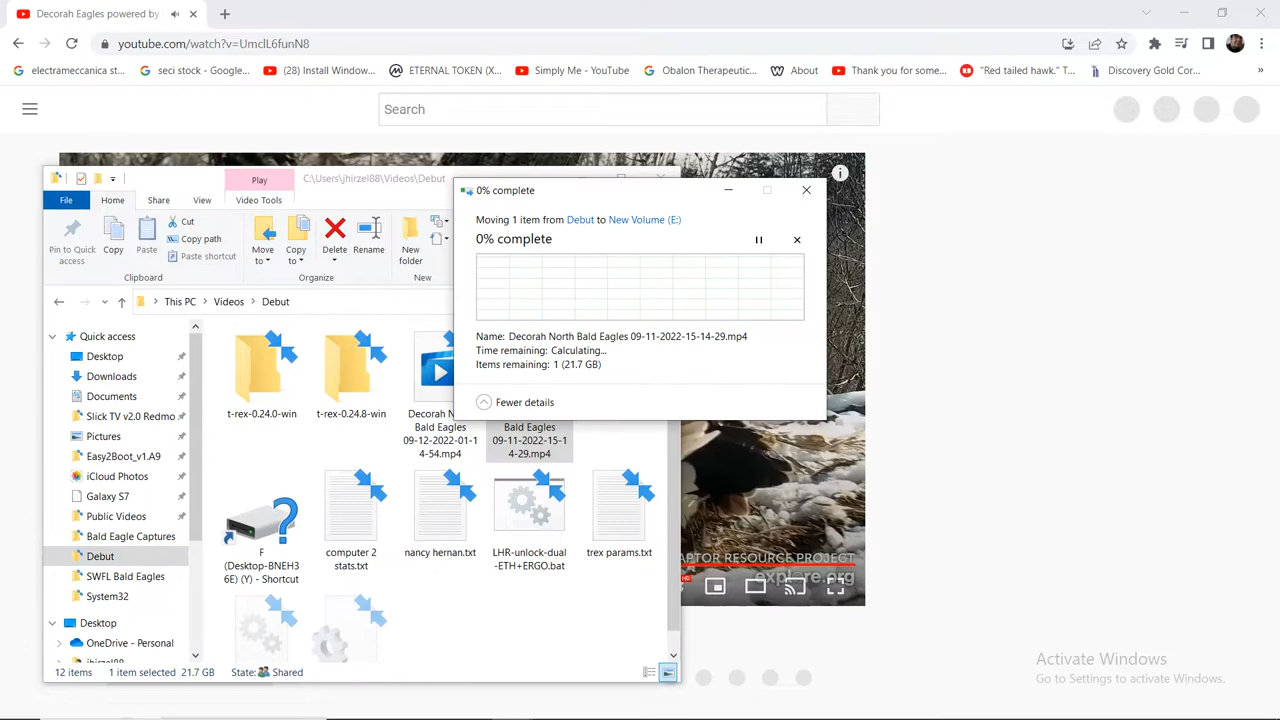 Decorah Eagles powered by
youtube.com/watch?v=UmclL6funN8
electrameccanica st...
seci stock - Google...
(28) Install Window...
ETERNAL TOKEN (X...
Simply Me - YouTube
Obalon Therapeutic...
About
Thank you for some...
"Red tailed hawk." T...
Discovery Gold Cor...
»
Search
C:\Users\jhirzel88\Videos\Debut
Play
File
Home
Share
View
Video Tools
Pin to Quick
access
Copy
Paste
Cut
Copy path
Paste shortcut
Move
to
Copy
to
Delete
Rename
New
folder
Clipboard
Organize
New
This PC
Videos
Debut
Quick access
Desktop
Downloads
Documents
Slick TV v2.0 Redmo
Pictures
Easy2Boot_v1.A9
iCloud Photos
Galaxy S7
Public Videos
Bald Eagle Captures
Debut
SWFL Bald Eagles
System32
Desktop
OneDrive - Personal
jhirzel88
t-rex-0.24.0-win
t-rex-0.24.8-win
Decorah N
Bald Eagles
09-12-2022-01-1
4-54.mp4
Bald Eagles
09-11-2022-15-1
4-29.mp4
F
(Desktop-BNEH3
6E) (Y) - Shortcut
computer 2
stats.txt
nancy hernan.txt
LHR-unlock-dual
-ETH+ERGO.bat
trex params.txt
12 items
1 item selected 21.7 GB
State:
Shared
0% complete
Moving 1 item from Debut to New Volume (E:)
0% complete
Name: Decorah North Bald Eagles 09-11-2022-15-14-29.mp4
Time remaining: Calculating...
Items remaining: 1 (21.7 GB)
Fewer details
APTOR RESOURCE PROJECT
explore.org
HD
Activate Windows
Go to Settings to activate Windows.